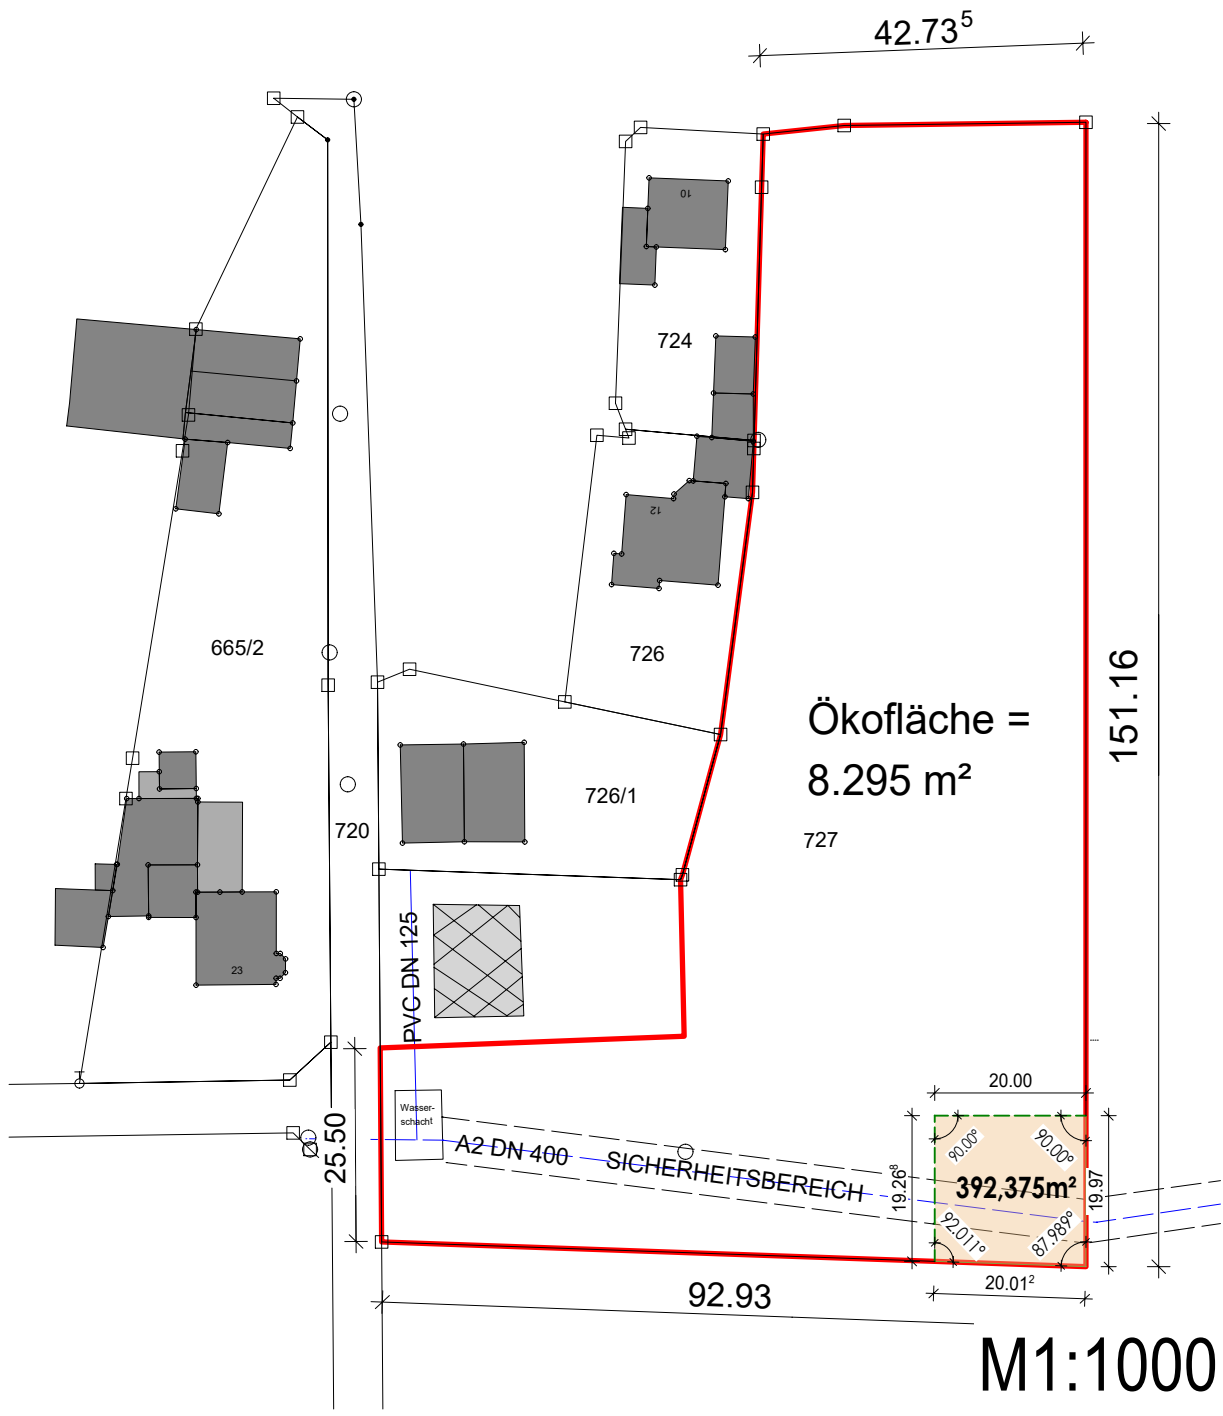 42.73⁵
10
724
12
665/2
726
151.16
Ökofläche =
8.295 m²
726/1
720
727
PVC DN 125
23
20.00
Wasser-
schacht
25.50
A2 DN 400 SICHERHEITSBEREICH
90.00°
90.00°
19.26⁸
392,375m²
19.97
92.011°
87.989°
20.01²
92.93
M1:1000